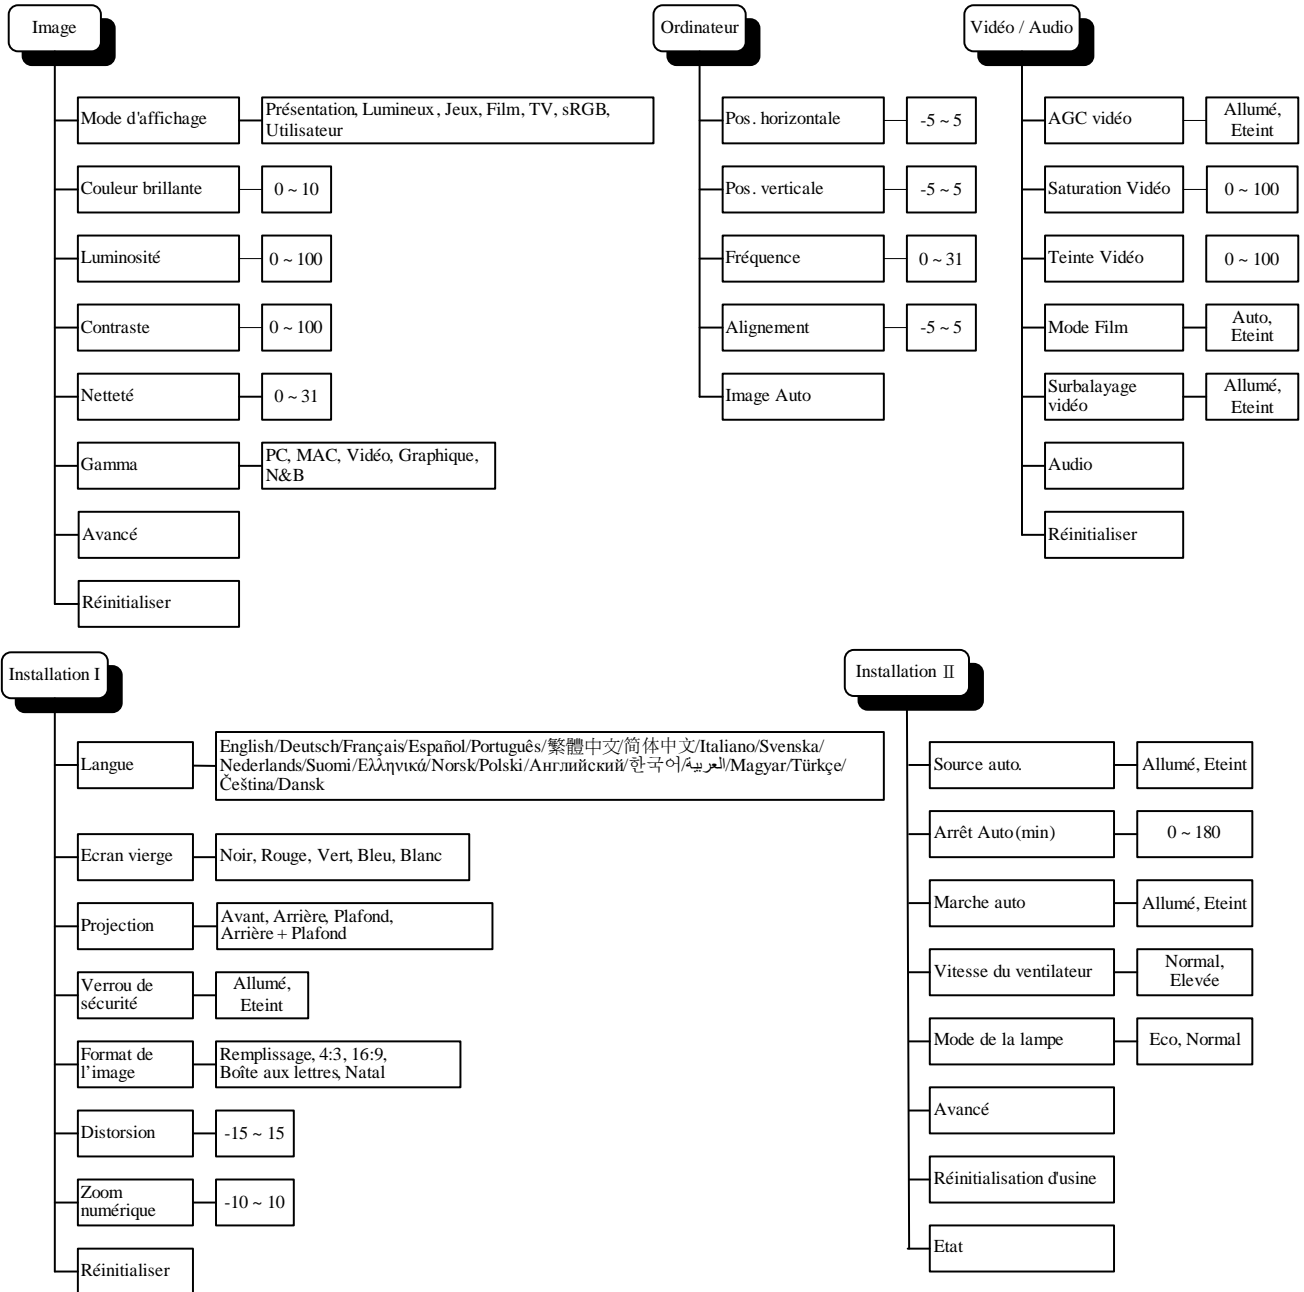 Image
Mode d'affichage
Présentation, Lumineux, Jeux, Film, TV, sRGB,
Utilisateur
Couleur brillante
0 ~ 10
Luminosité
0 ~ 100
Contraste
0 ~ 100
Netteté
0 ~ 31
Gamma
PC, MAC, Vidéo, Graphique,
N&B
Avancé
Réinitialiser
Ordinateur
Pos. horizontale
-5 ~ 5
Pos. verticale
-5 ~ 5
Fréquence
0 ~ 31
Alignement
-5 ~ 5
Image Auto
Vidéo / Audio
AGC vidéo
Allumé,
Eteint
Saturation Vidéo
0 ~ 100
Teinte Vidéo
0 ~ 100
Mode Film
Auto,
Eteint
Surbalayage
vidéo
Allumé,
Eteint
Audio
Réinitialiser
Installation I
Langue
English/Deutsch/Français/Español/Português/繁體中文/简体中文/Italiano/Svenska/
Nederlands/Suomi/Ελληνικά/Norsk/Polski/Английский/한국어/العربية/Magyar/Türkçe/
Čeština/Dansk
Ecran vierge
Noir, Rouge, Vert, Bleu, Blanc
Projection
Avant, Arrière, Plafond,
Arrière + Plafond
Verrou de
sécurité
Allumé,
Eteint
Format de
l'image
Remplissage, 4:3, 16:9,
Boîte aux lettres, Natal
Distorsion
-15 ~ 15
Zoom
numérique
-10 ~ 10
Réinitialiser
Installation Ⅱ
Source auto.
Allumé, Eteint
Arrêt Auto (min)
0 ~ 180
Marche auto
Allumé, Eteint
Vitesse du ventilateur
Normal,
Elevée
Mode de la lampe
Eco, Normal
Avancé
Réinitialisation d'usine
Etat